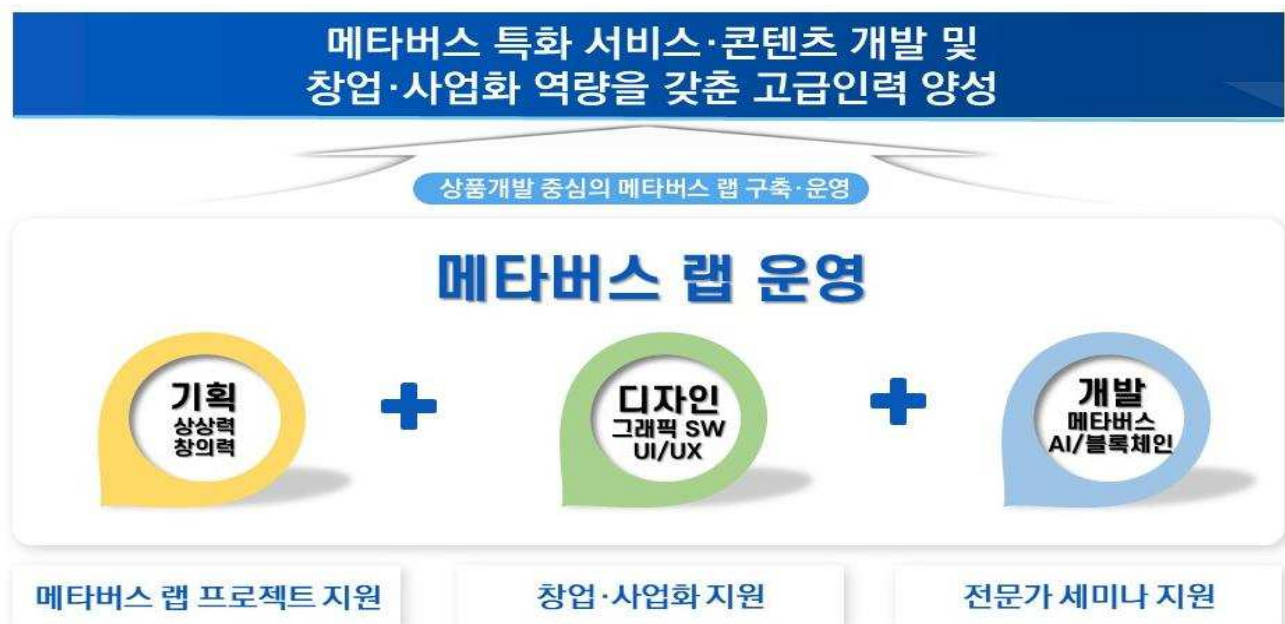 메타버스 특화 서비스·콘텐츠 개발 및
창업·사업화 역량을 갖춘 고급인력 양성
상품개발 중심의 메타버스 랩 구축·운영
메타버스 랩 운영
기획
상상력
창의력
디자인
그래픽 SW
UI/UX
개발
메타버스
AI/블록체인
메타버스 랩 프로젝트 지원
창업·사업화 지원
전문가 세미나 지원